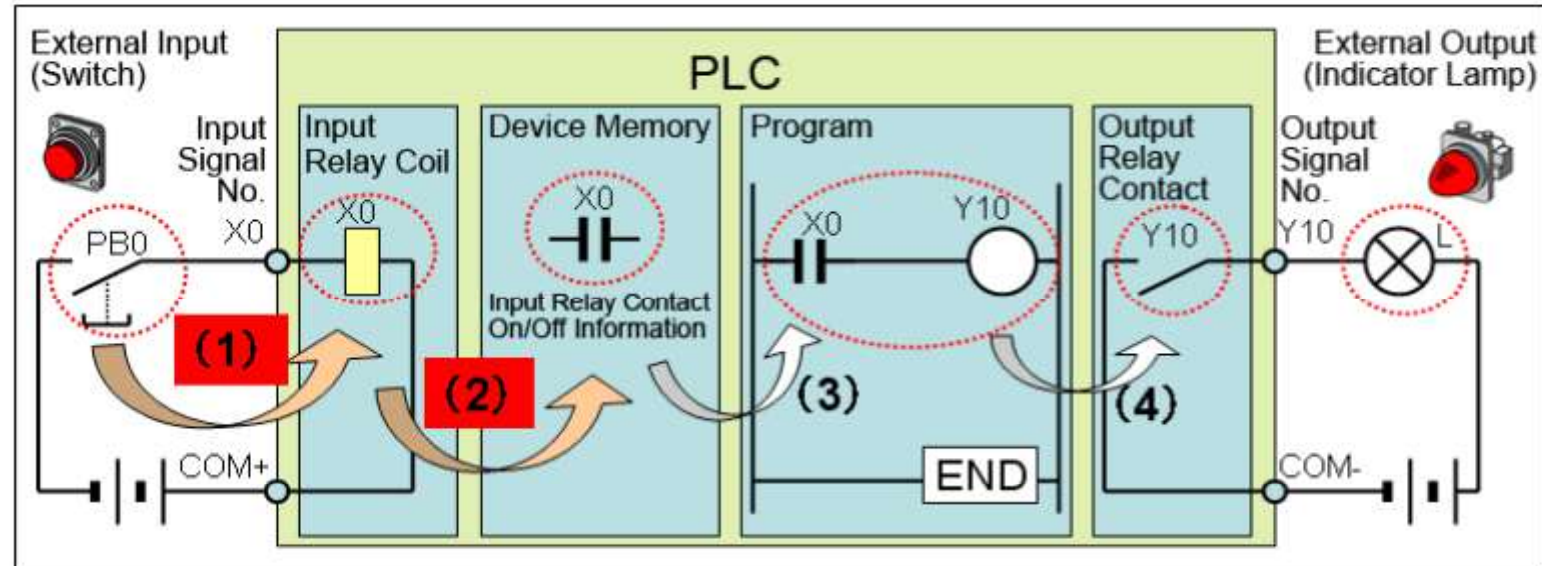 External Input
(Switch)
PLC
External Output
(Indicator Lamp)
Input
Signal
No.
X0
Input
Relay Coil
X0
Device Memory
X0
Input Relay Contact
On/Off Information
Program
X0
Y10
Output
Relay
Contact
Y10
Output
Signal
No.
Y10
L
PB0
(1)
(2)
(3)
(4)
COM+
END
COM-